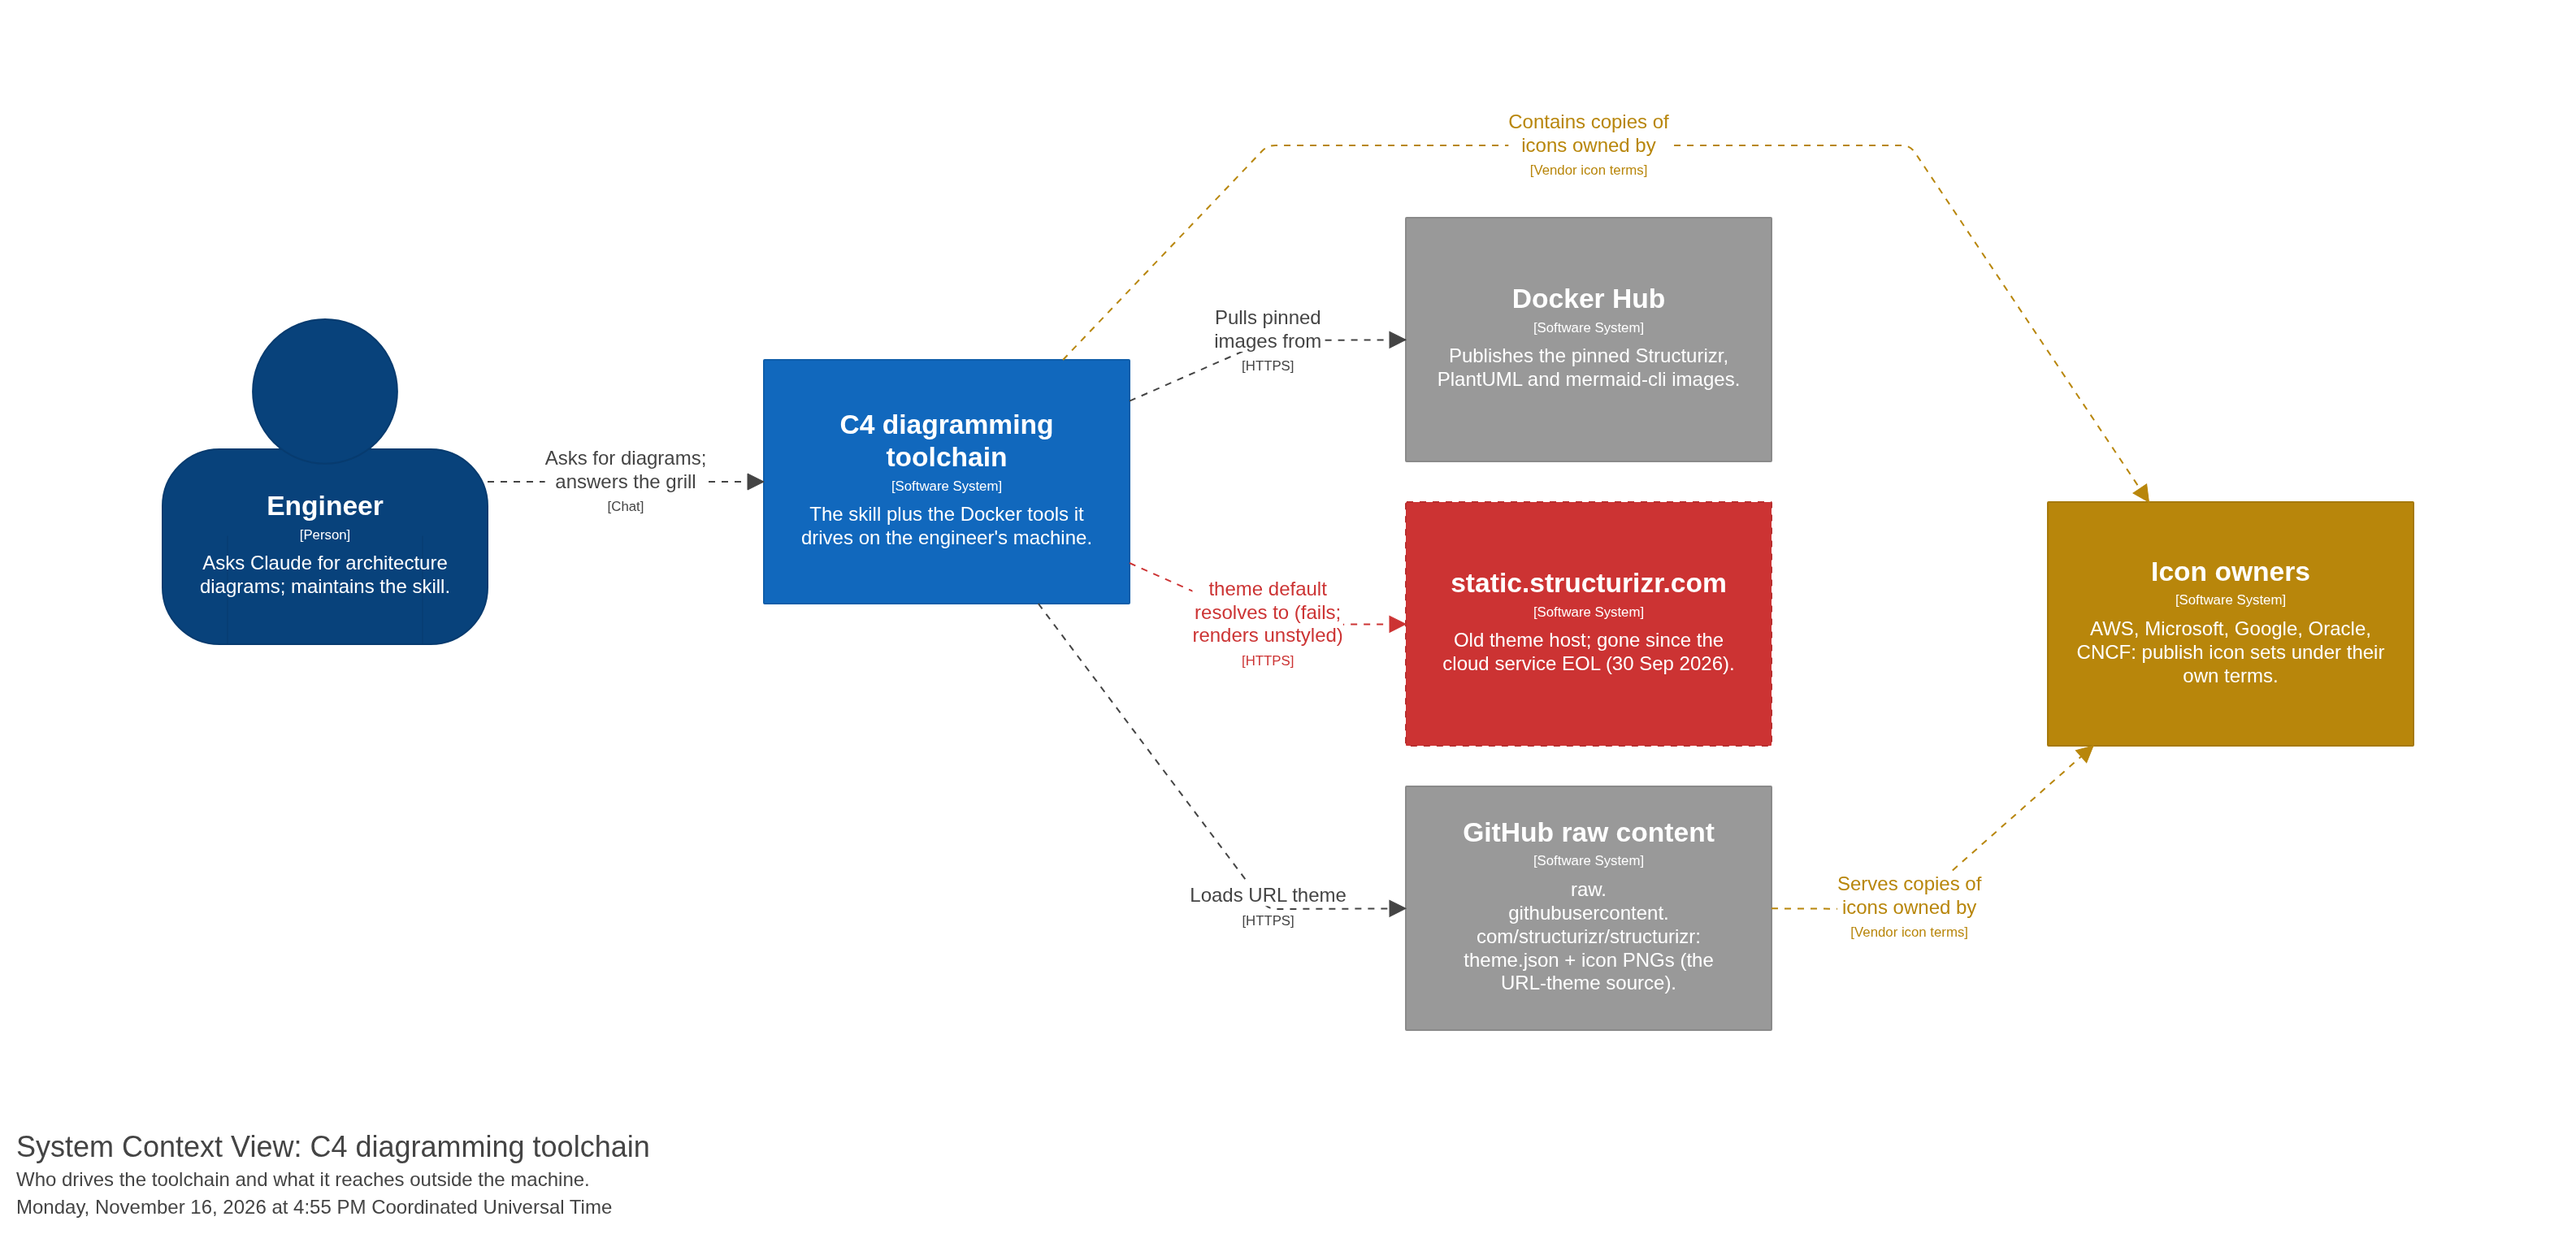 Contains copies of
icons owned by
[Vendor icon terms]
Docker Hub
[Software System]
Publishes the pinned Structurizr,
PlantUML and mermaid-cli images.
Pulls pinned
images from
[HTTPS]
C4 diagramming
toolchain
[Software System]
The skill plus the Docker tools it
drives on the engineer's machine.
Asks for diagrams;
answers the grill
[Chat]
Engineer
[Person]
Asks Claude for architecture
diagrams; maintains the skill.
theme default
resolves to (fails;
renders unstyled)
[HTTPS]
static.structurizr.com
[Software System]
Old theme host; gone since the
cloud service EOL (30 Sep 2026).
Icon owners
[Software System]
AWS, Microsoft, Google, Oracle,
CNCF: publish icon sets under their
own terms.
Loads URL theme
[HTTPS]
GitHub raw content
[Software System]
raw.
githubusercontent.
com/structurizr/structurizr:
theme.json + icon PNGs (the
URL-theme source).
Serves copies of
icons owned by
[Vendor icon terms]
System Context View: C4 diagramming toolchain
Who drives the toolchain and what it reaches outside the machine.
Monday, November 16, 2026 at 4:55 PM Coordinated Universal Time